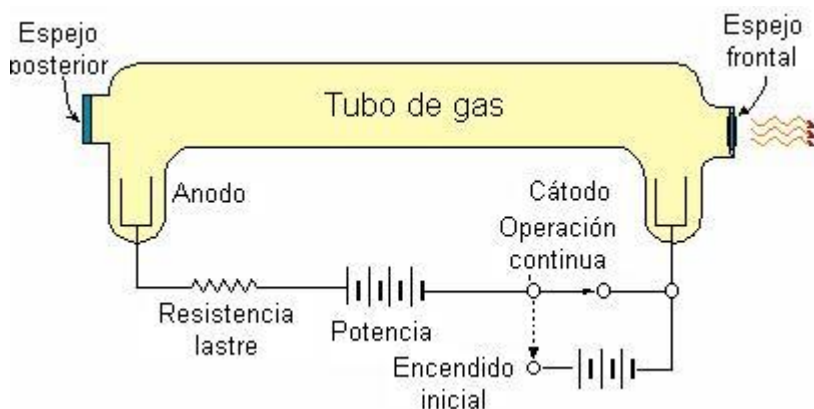 Espejo
posterior
Espejo
frontal
Tubo de gas
Anodo
Cátodo
Operación
continua
Resistencia
lastre
Potencia
Encendido
inicial